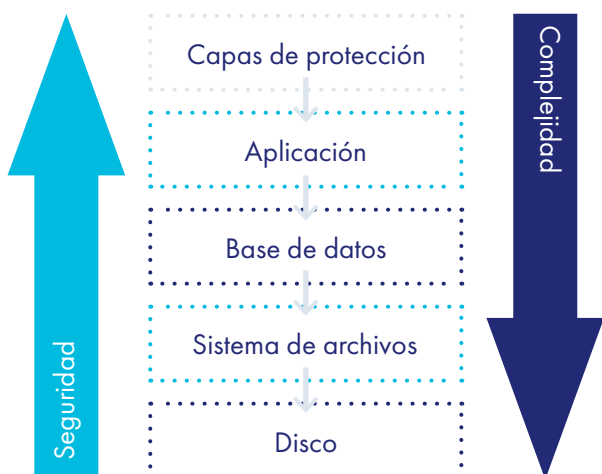 Capas de protección
Aplicación
Base de datos
Sistema de archivos
Disco
Seguridad
Complejidad